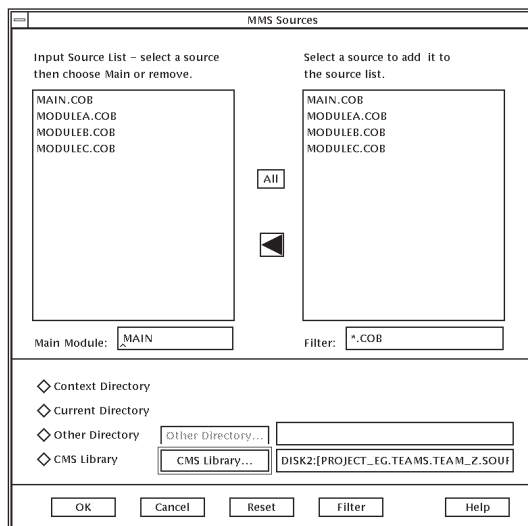 MMS Sources
Input Source List – select a source
then choose Main or remove.
Select a source to add it to
the source list.
MAIN.COB
MODULEA.COB
MODULEB.COB
MODULEC.COB
MAIN.COB
MODULEA.COB
MODULEB.COB
MODULEC.COB
All
Main Module: MAIN
Filter: *.COB
Context Directory
Current Directory
Other Directory Other Directory...
CMS Library CMS Library... DISK2:[PROJECT_EG.TEAMS.TEAM_Z.SOUF
OK Cancel Reset Filter Help